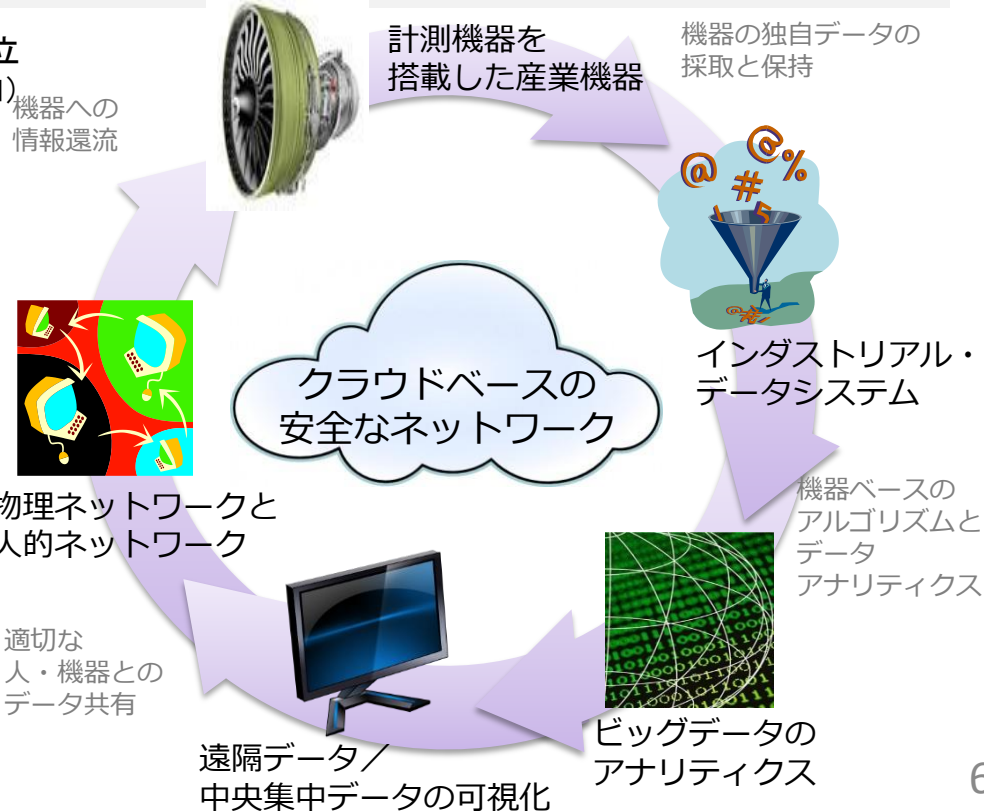 立
機器への
情報還流
計測機器を
搭載した産業機器
機器の独自データの
採取と保持
@ @% #
インダストリアル・
データシステム
クラウドベースの
安全なネットワーク
機器ベースの
アルゴリズムと
データ
アナリティクス
物理ネットワークと
人的ネットワーク
適切な
人・機器との
データ共有
遠隔データ／
中央集中データの可視化
ビッグデータの
アナリティクス
6